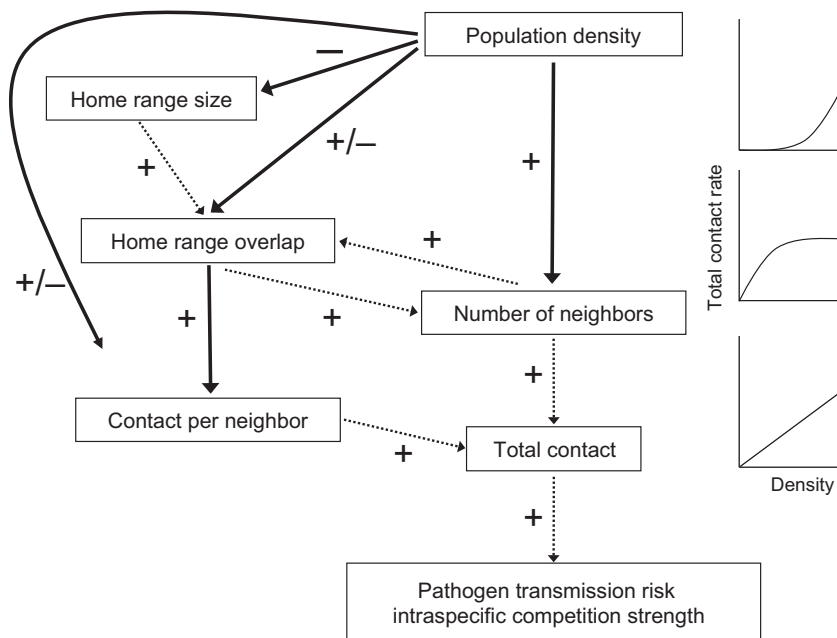 Population density
–
Home range size
+/–
+
+
Total contact rate
Home range overlap
+
+/–
+
+
Number of neighbors
+
Contact per neighbor
+
Total contact
Density
+
Pathogen transmission risk
intraspecific competition strength